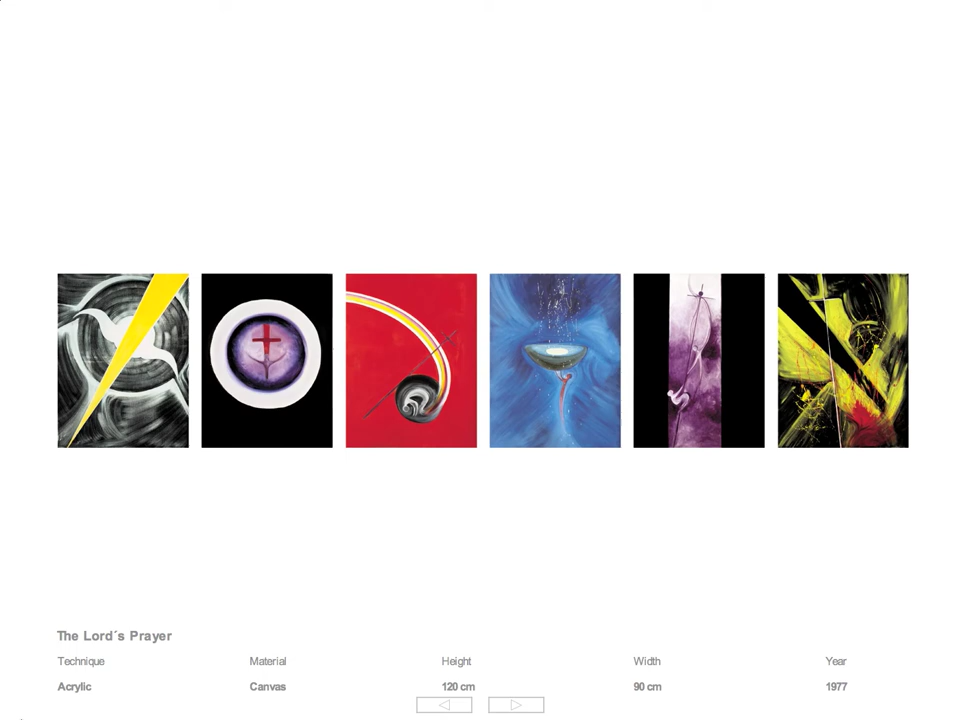 The Lord´s Prayer
Technique Material Height Width Year
Acrylic Canvas 120 cm 90 cm 1977